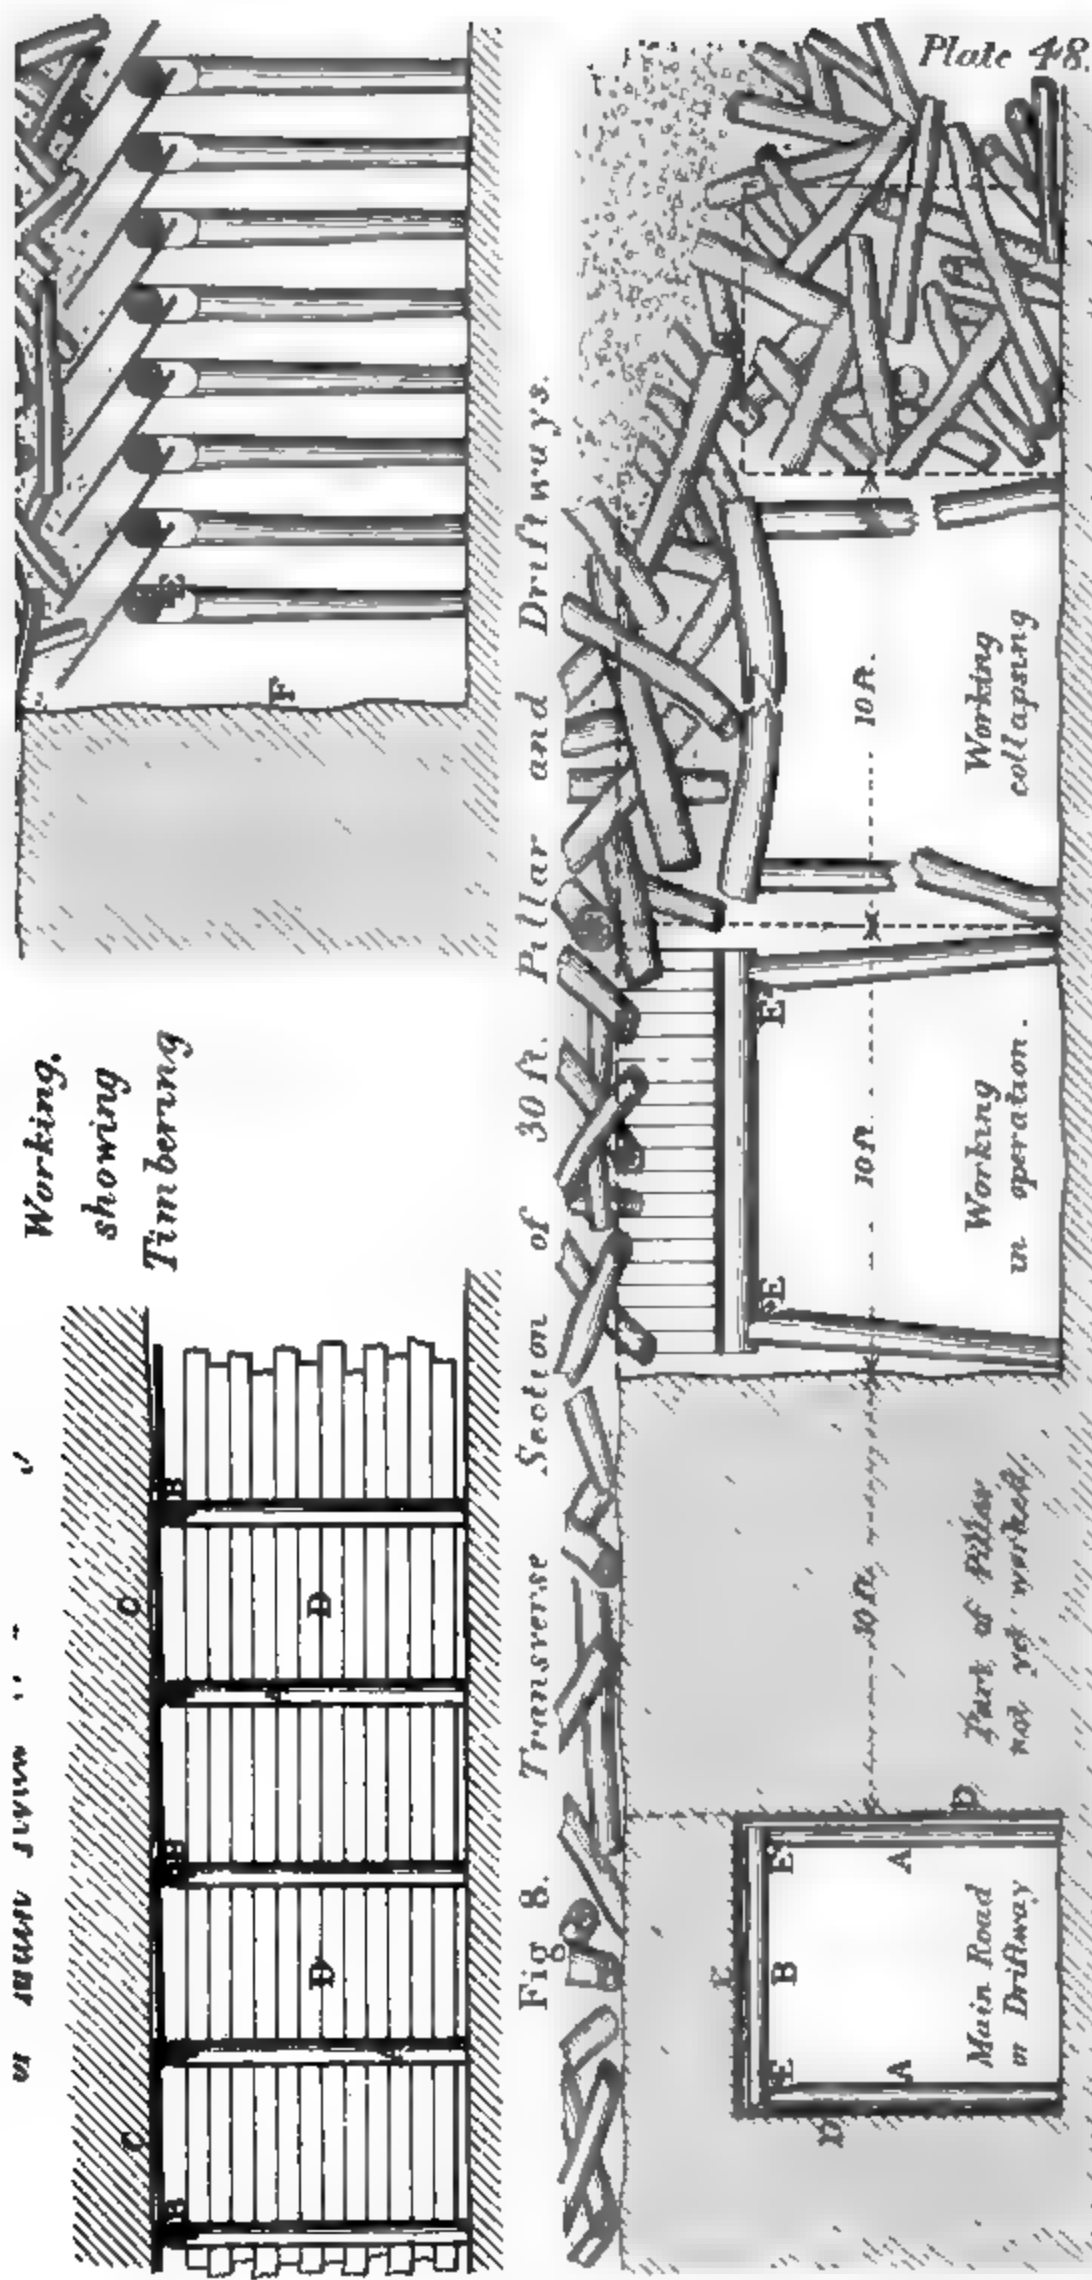 Plate 48.
Working.
showing
Timbering
C
C
B
B
B
D
D
E
F
Fig 8. Transverse Section of 30 ft. Pillar and Driftways.
E
E
B
E
A
A
D
D
Main Road
or Driftway
10 ft.
Part of Pillar
not yet worked
E
E
10 ft.
Working
in operation.
10 ft.
Working
collapsing